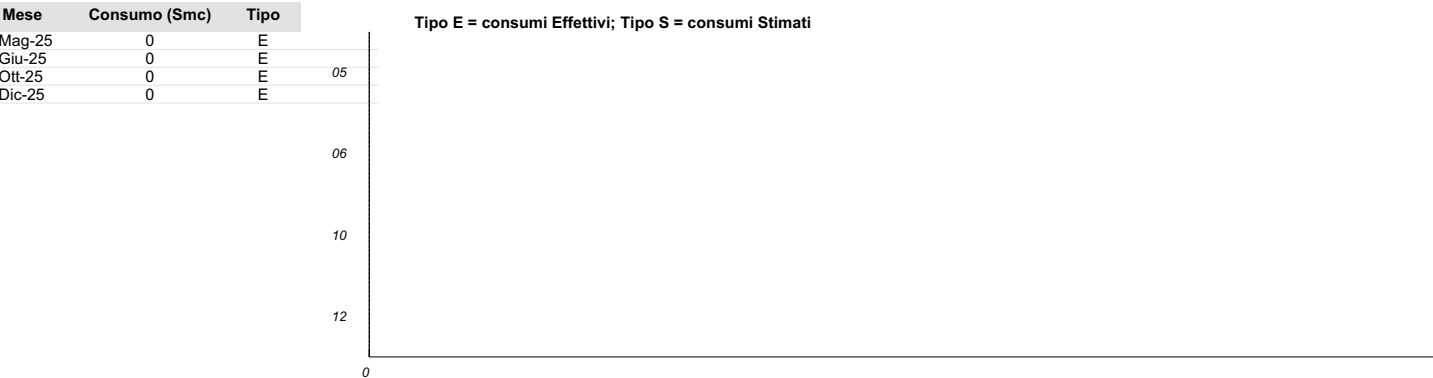 Mese Consumo (Smc) Tipo
Mag-25 0 E
Giu-25 0 E
Ott-25 0 E
Dic-25 0 E
Tipo E = consumi Effettivi; Tipo S = consumi Stimati
05
06
10
12
0